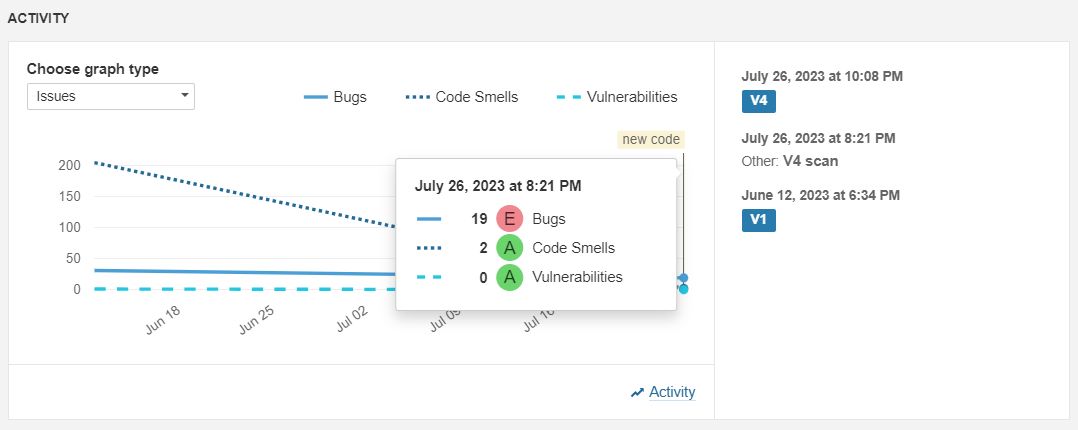 ACTIVITY
Choose graph type
Issues
Bugs
Code Smells
Vulnerabilities
new code
200
150
100
50
0
July 26, 2023 at 8:21 PM
19 E Bugs
2 A Code Smells
0 A Vulnerabilities
Jun 18
Jun 25
Jul 02
Jul 09
Jul 16
Activity
July 26, 2023 at 10:08 PM
V4
July 26, 2023 at 8:21 PM
Other: V4 scan
June 12, 2023 at 6:34 PM
V1